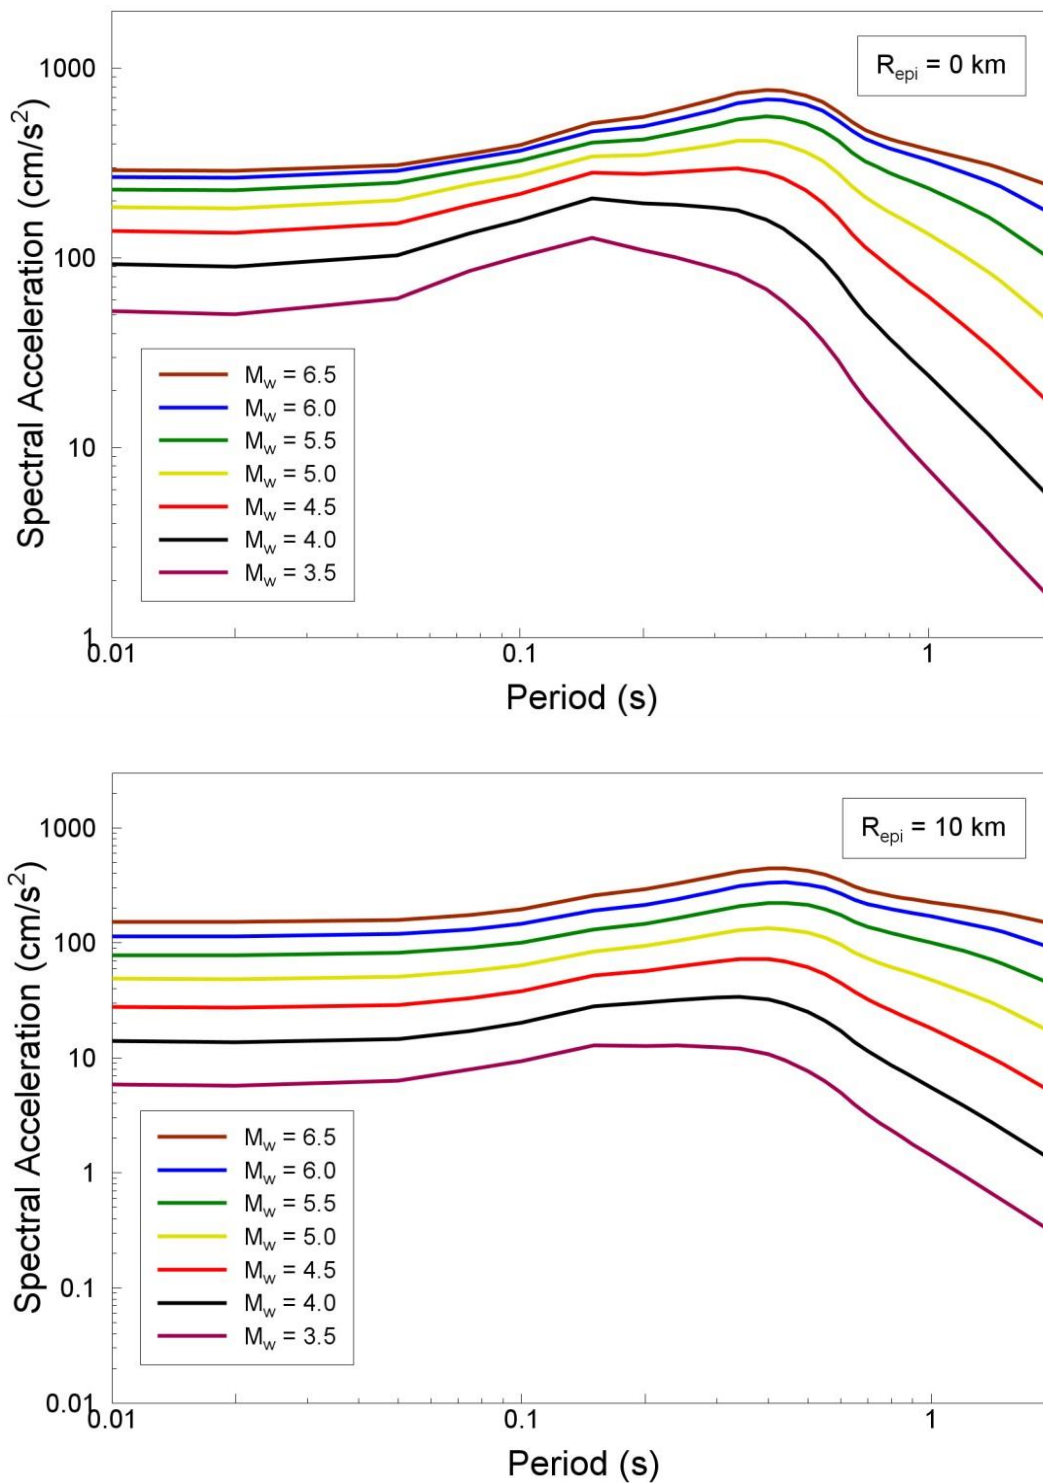 R_epi = 0 km
Spectral Acceleration (cm/s²)
1000
100
10
1
M_w = 6.5
M_w = 6.0
M_w = 5.5
M_w = 5.0
M_w = 4.5
M_w = 4.0
M_w = 3.5
0.01
0.1
1
Period (s)
R_epi = 10 km
Spectral Acceleration (cm/s²)
1000
100
10
1
0.1
0.01
M_w = 6.5
M_w = 6.0
M_w = 5.5
M_w = 5.0
M_w = 4.5
M_w = 4.0
M_w = 3.5
0.01
0.1
1
Period (s)